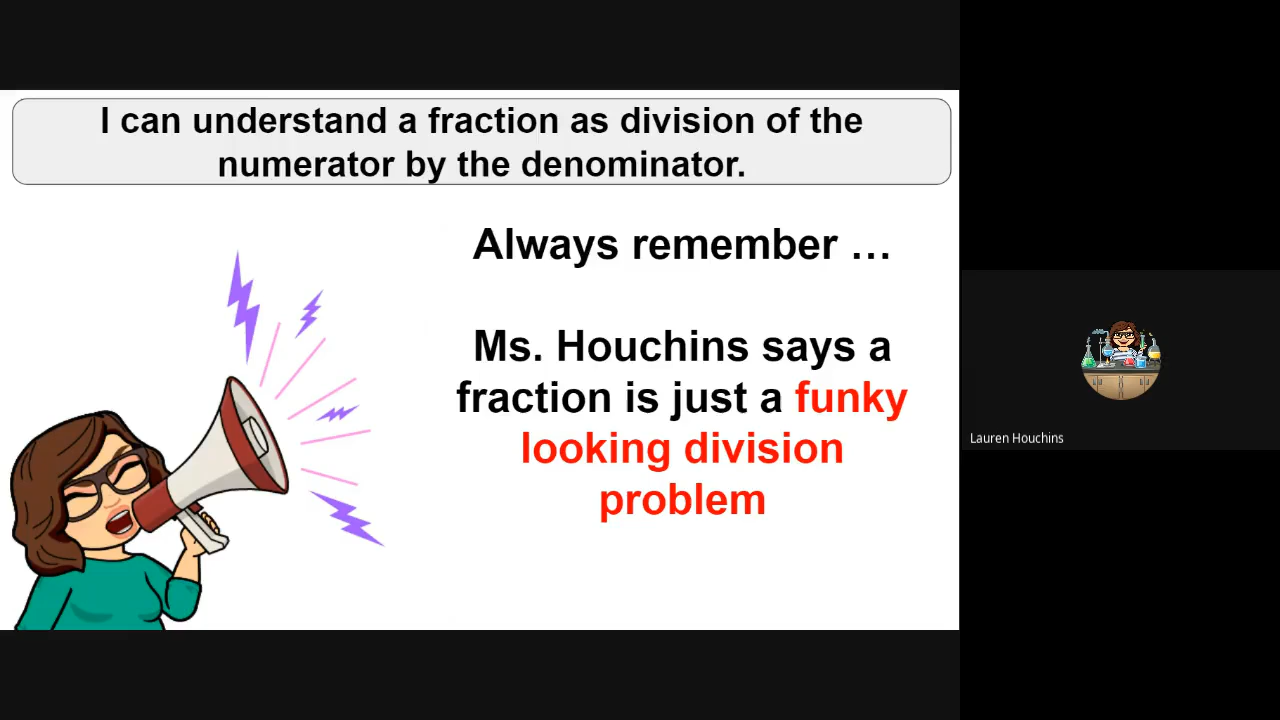 I can understand a fraction as division of the
numerator by the denominator.
Always remember …
Ms. Houchins says a
fraction is just a funky
looking division
problem
Lauren Houchins